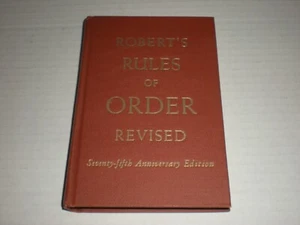 ROBERT'S
RULES
OF
ORDER
REVISED
Seventy-fifth Anniversary Edition